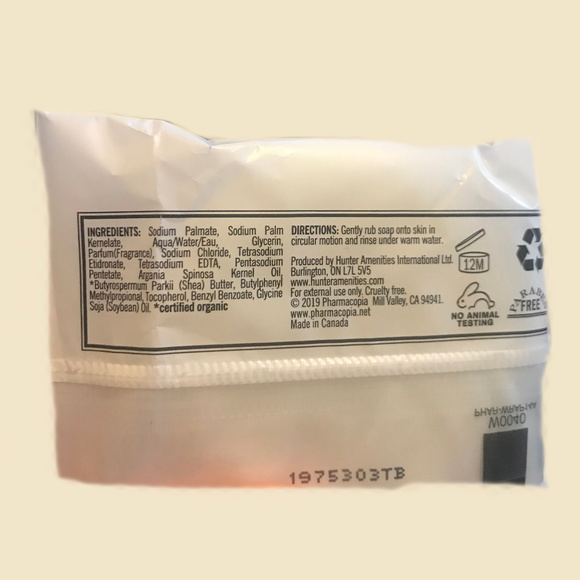 INGREDIENTS: Sodium Palmate, Sodium Palm
Kernelate, Aqua/Water/Eau, Glycerin,
Parfum(Fragrance), Sodium Chloride, Tetrasodium
Etidronate, Tetrasodium EDTA, Pentasodium
Pentetate, Argania Spinosa Kernel Oil,
*Butyrospermum Parkii (Shea) Butter, Butylphenyl
Methylpropional, Tocopherol, Benzyl Benzoate, Glycine
Soja (Soybean) Oil. *certified organic
DIRECTIONS: Gently rub soap onto skin in
circular motion and rinse under warm water.
Produced by Hunter Amenities International Ltd.
Burlington, ON L7L 5V5
www.hunteramenities.com
For external use only. Cruelty free.
© 2019 Pharmacopia Mill Valley, CA 94941.
www.pharmacopia.net
Made in Canada
12M
NO ANIMAL
TESTING
FREE
PHAR-WRAP14A
W0040
1975303TB